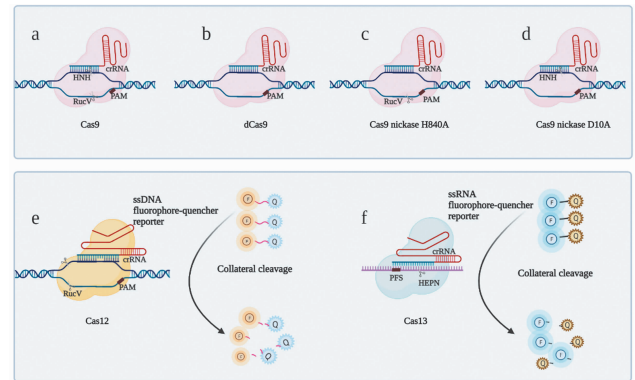 a
b
c
d
HNH
crRNA
RucV
PAM
Cas9
crRNA
PAM
dCas9
crRNA
RucV
PAM
Cas9 nickase H840A
HNH
crRNA
PAM
Cas9 nickase D10A
e
ssDNA
fluorophore-quencher
reporter
crRNA
RucV
PAM
Cas12
F
Q
F
Q
F
Q
Collateral cleavage
F
Q
F
Q
F
Q
f
ssRNA
fluorophore-quencher
reporter
crRNA
PFS
HEPN
Cas13
F
Q
F
Q
F
Q
Collateral cleavage
F
Q
F
Q
F
Q